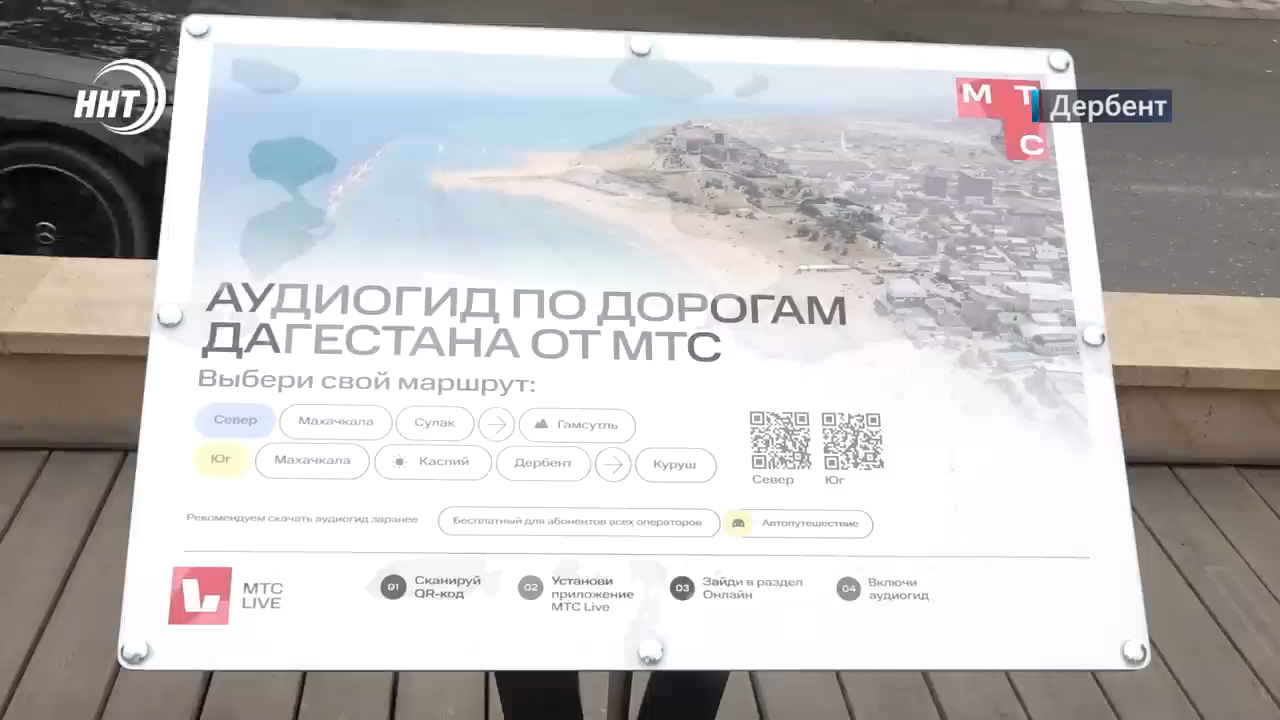 ННТ
МТС
Дербент
АУДИОГИД ПО ДОРОГАМ
ДАГЕСТАНА ОТ МТС
Выбери свой маршрут:
Север Махачкала Сулак → Гамсутль
Юг Махачкала Каспий Дербент → Куруш
Север Юг
Рекомендуем скачать аудиогид заранее Бесплатный для абонентов всех операторов Автопутешествие
МТС
LIVE
01 Сканируй
QR-код
02 Установи
приложение
МТС Live
03 Зайди в раздел
Онлайн
04 Включи
аудиогид